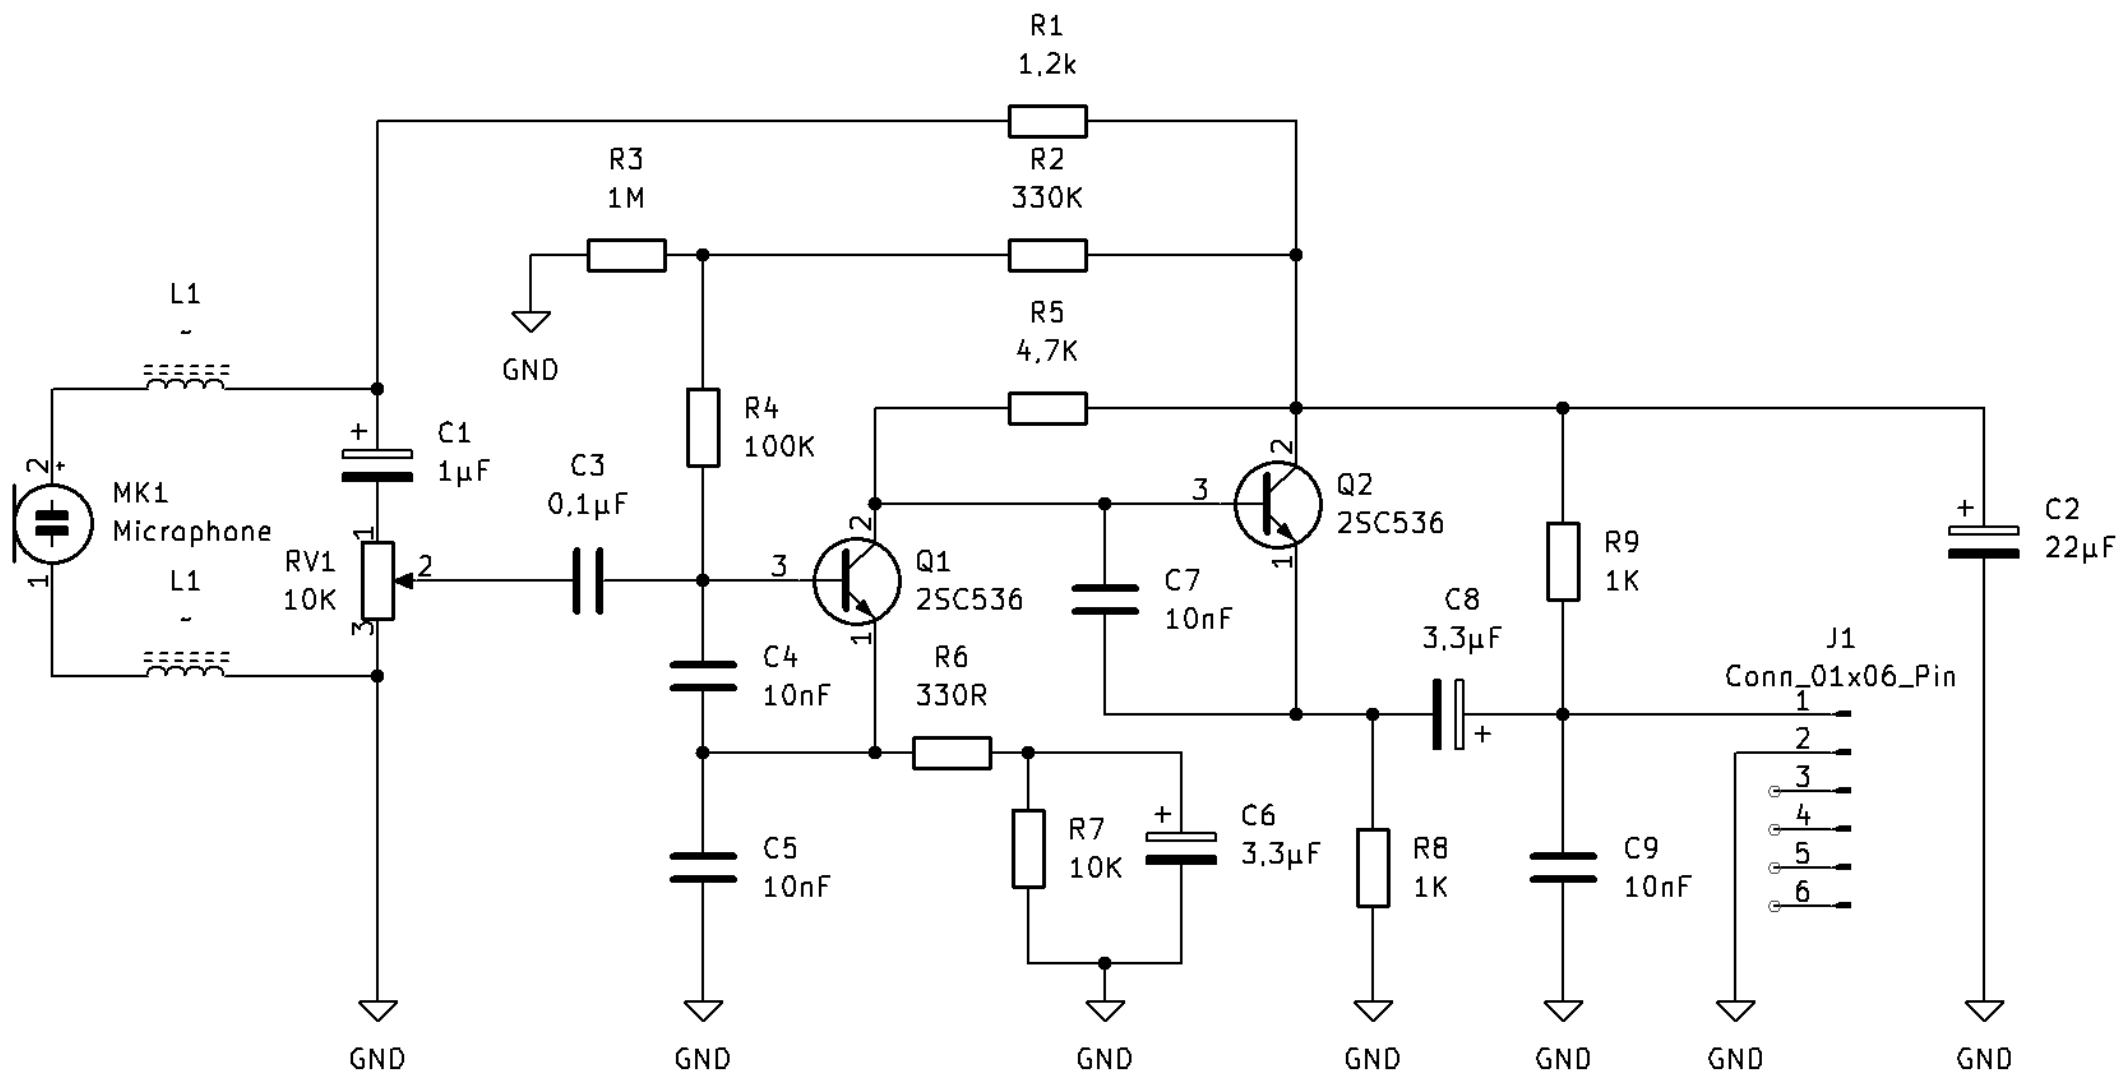 R1
1,2k
R3
1M
R2
330K
L1
~
GND
R5
4,7K
R4
100K
+
C1
1µF
2
+
MK1
Microphone
1
C3
0,1µF
1
RV1
10K
2
3
L1
~
3
2
Q1
2SC536
1
3
2
Q2
2SC536
1
C7
10nF
R9
1K
+
C2
22µF
C8
3,3µF
+
J1
Conn_01x06_Pin
1
2
3
4
5
6
C4
10nF
R6
330R
C5
10nF
R7
10K
+
C6
3,3µF
R8
1K
C9
10nF
GND
GND
GND
GND
GND
GND
GND